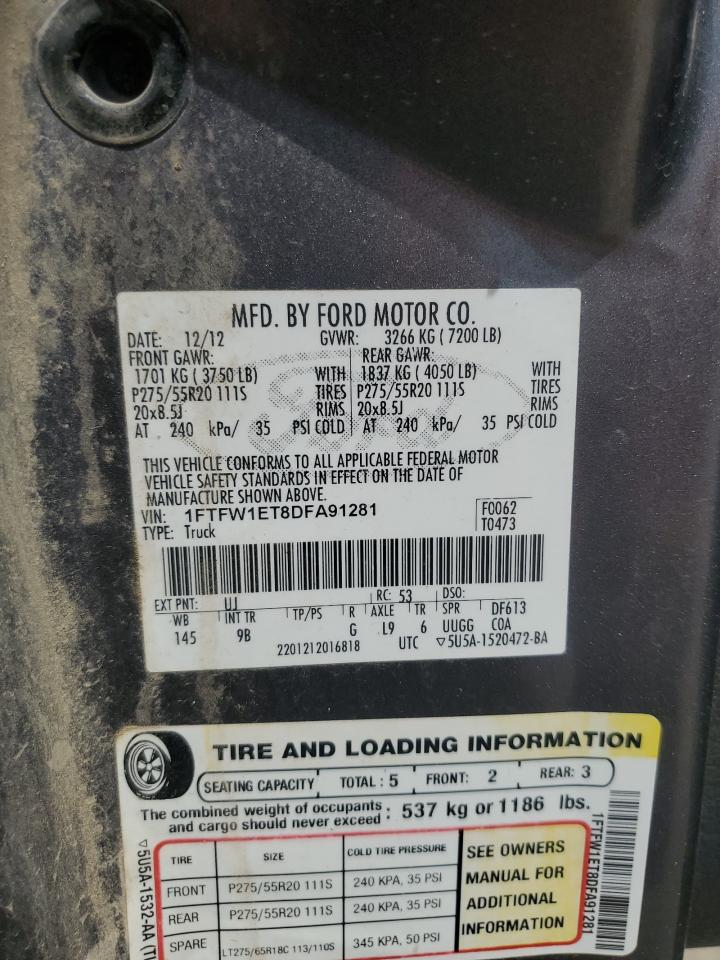 MFD. BY FORD MOTOR CO.
DATE: 12/12 GVWR: 3266 KG ( 7200 LB)
FRONT GAWR: REAR GAWR:
1701 KG ( 3750 LB) WITH 1837 KG ( 4050 LB) WITH
P275/55R20 111S TIRES P275/55R20 111S TIRES
20x8.5J RIMS 20x8.5J RIMS
AT 240 kPa/ 35 PSI COLD AT 240 kPa/ 35 PSI COLD
THIS VEHICLE CONFORMS TO ALL APPLICABLE FEDERAL MOTOR
VEHICLE SAFETY STANDARDS IN EFFECT ON THE DATE OF
MANUFACTURE SHOWN ABOVE.
VIN: 1FTFW1ET8DFA91281 F0062
TYPE: Truck T0473
EXT PNT: UJ RC: 53 DSO:
WB INT TR TP/PS R AXLE TR SPR DF613
145 9B G L9 6 UUGG COA
2201212016818 UTC ▽5U5A-1520472-BA
TIRE AND LOADING INFORMATION
SEATING CAPACITY TOTAL : 5 FRONT: 2 REAR: 3
The combined weight of occupants
and cargo should never exceed : 537 kg or 1186 lbs.
TIRE SIZE COLD TIRE PRESSURE
FRONT P275/55R20 111S 240 KPA, 35 PSI
REAR P275/55R20 111S 240 KPA, 35 PSI
SPARE LT275/65R18C 113/110S 345 KPA, 50 PSI
SEE OWNERS
MANUAL FOR
ADDITIONAL
INFORMATION
▽5U5A-1532-AA
1FTFW1ET8DFA91281